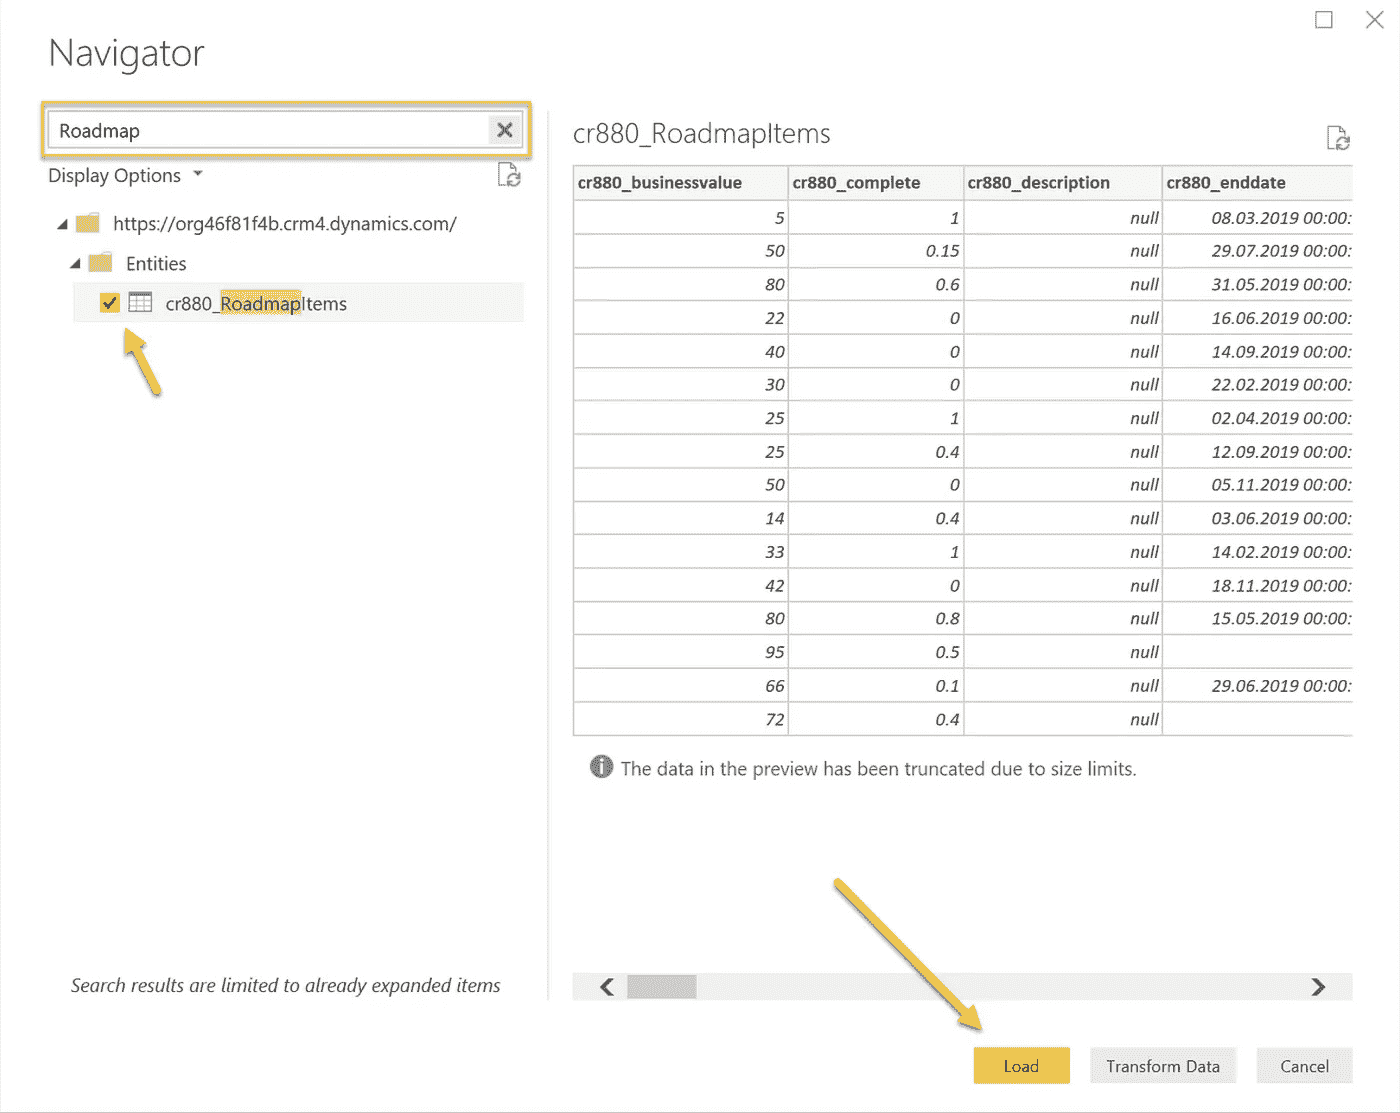 Navigator
Roadmap
Display Options
https://org46f81f4b.crm4.dynamics.com/
Entities
cr880_RoadmapItems
Search results are limited to already expanded items
cr880_RoadmapItems
cr880_businessvalue cr880_complete cr880_description cr880_enddate
5 1 null 08.03.2019 00:00:
50 0.15 null 29.07.2019 00:00:
80 0.6 null 31.05.2019 00:00:
22 0 null 16.06.2019 00:00:
40 0 null 14.09.2019 00:00:
30 0 null 22.02.2019 00:00:
25 1 null 02.04.2019 00:00:
25 0.4 null 12.09.2019 00:00:
50 0 null 05.11.2019 00:00:
14 0.4 null 03.06.2019 00:00:
33 1 null 14.02.2019 00:00:
42 0 null 18.11.2019 00:00:
80 0.8 null 15.05.2019 00:00:
95 0.5 null
66 0.1 null 29.06.2019 00:00:
72 0.4 null
The data in the preview has been truncated due to size limits.
Load Transform Data Cancel